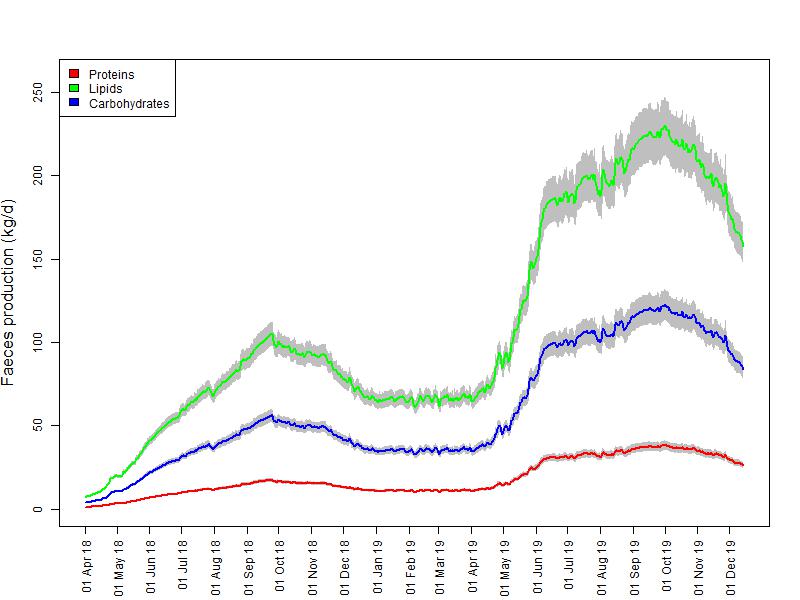 Proteins
Lipids
Carbohydrates
Faeces production (kg/d)
250
200
150
100
50
0
01 Apr 18
01 May 18
01 Jun 18
01 Jul 18
01 Aug 18
01 Sep 18
01 Oct 18
01 Nov 18
01 Dec 18
01 Jan 19
01 Feb 19
01 Mar 19
01 Apr 19
01 May 19
01 Jun 19
01 Jul 19
01 Aug 19
01 Sep 19
01 Oct 19
01 Nov 19
01 Dec 19